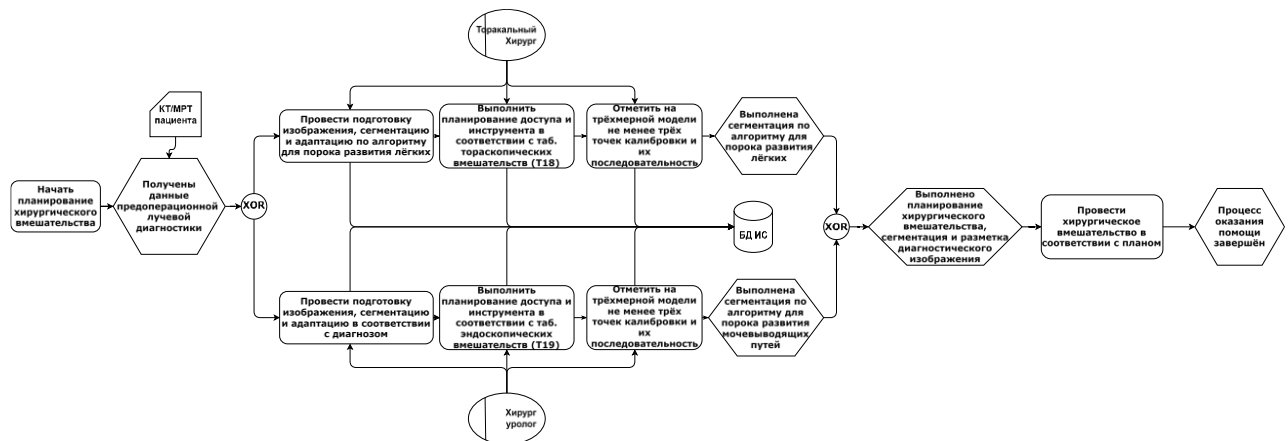 Торакальный
Хирург
КТ/МРТ
пациента
Начать
планирование
хирургического
вмешательства
Получены
данные
предоперационной
лучевой
диагностики
XOR
Провести подготовку
изображения, сегментацию
и адаптацию по алгоритму
для порока развития лёгких
Выполнить
планирование доступа и
инструмента в
соответствии с таб.
тораскопических
вмешательств (Т18)
Отметить на
трёхмерной модели
не менее трёх
точек калибровки и
их
последовательность
Выполнена
сегментация по
алгоритму для
порока развития
лёгких
БД ИС
Провести подготовку
изображения, сегментацию
и адаптацию в соответствии
с диагнозом
Выполнить
планирование доступа и
инструмента в
соответствии с таб.
эндоскопических
вмешательств (Т19)
Отметить на
трёхмерной модели
не менее трёх
точек калибровки и
их
последовательность
Выполнена
сегментация по
алгоритму для
порока развития
мочевыводящих
путей
Хирург
уролог
XOR
Выполнено
планирование
хирургического
вмешательства,
сегментация и разметка
диагностического
изображения
Провести
хирургическое
вмешательство в
соответствии с планом
Процесс
оказания
помощи
завершён